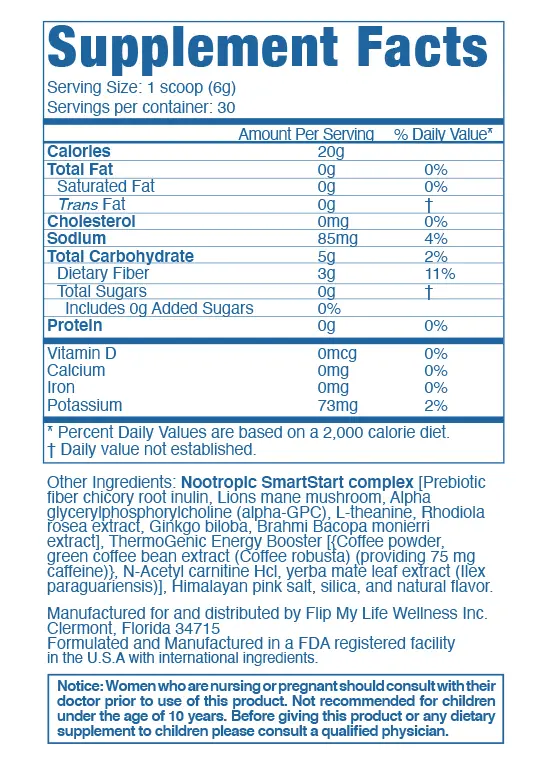 Supplement Facts
Serving Size: 1 scoop (6g)
Servings per container: 30
Amount Per Serving % Daily Value*
Calories 20g
Total Fat 0g 0%
Saturated Fat 0g 0%
Trans Fat 0g †
Cholesterol 0mg 0%
Sodium 85mg 4%
Total Carbohydrate 5g 2%
Dietary Fiber 3g 11%
Total Sugars 0g †
Includes 0g Added Sugars 0%
Protein 0g 0%
Vitamin D 0mcg 0%
Calcium 0mg 0%
Iron 0mg 0%
Potassium 73mg 2%
* Percent Daily Values are based on a 2,000 calorie diet.
† Daily value not established.
Other Ingredients: Nootropic SmartStart complex [Prebiotic
fiber chicory root inulin, Lions mane mushroom, Alpha
glycerylphosphorylcholine (alpha-GPC), L-theanine, Rhodiola
rosea extract, Ginkgo biloba, Brahmi Bacopa monierri
extract], ThermoGenic Energy Booster [{Coffee powder,
green coffee bean extract (Coffee robusta) (providing 75 mg
caffeine)}, N-Acetyl carnitine Hcl, yerba mate leaf extract (Ilex
paraguariensis)], Himalayan pink salt, silica, and natural flavor.
Manufactured for and distributed by Flip My Life Wellness Inc.
Clermont, Florida 34715
Formulated and Manufactured in a FDA registered facility
in the U.S.A with international ingredients.
Notice: Women who are nursing or pregnant should consult with their
doctor prior to use of this product. Not recommended for children
under the age of 10 years. Before giving this product or any dietary
supplement to children please consult a qualified physician.